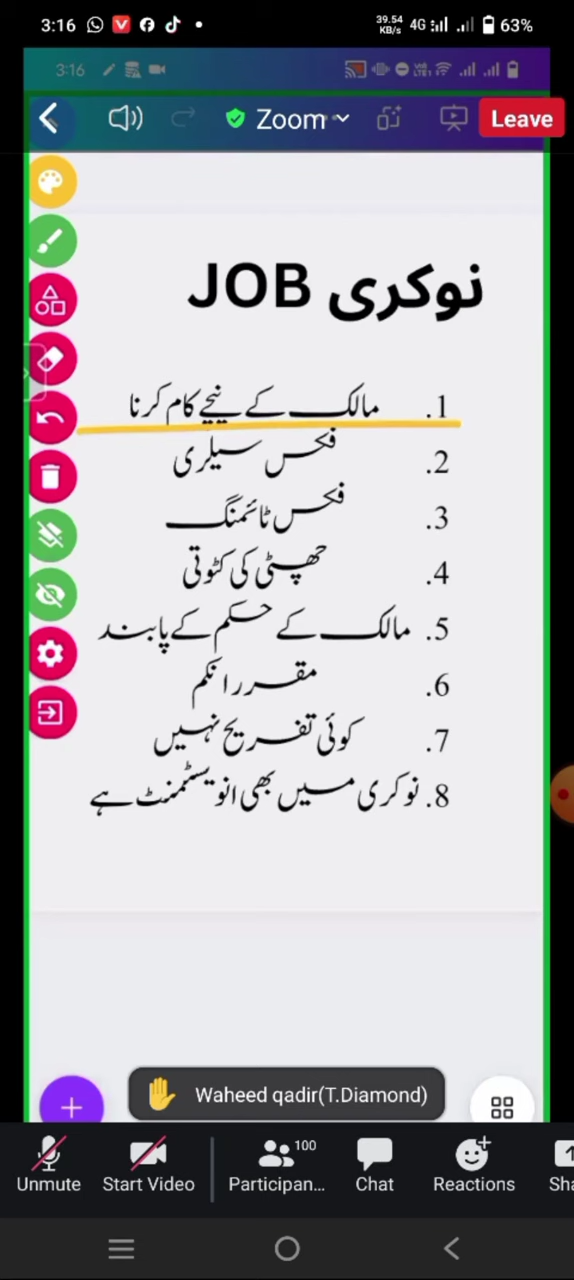 3:16 39.54 KB/s 4G 63%
3:16
Zoom
Leave
نوکری JOB
1. مالک کے نیچے کام کرنا
2. فکس سیلری
3. فکس ٹائمنگ
4. چھٹی کی کٹوتی
5. مالک کے حکم کے پابند
6. مقرر انکم
7. کوئی تفریح نہیں
8. نوکری میں بھی انویسٹمنٹ ہے
Waheed qadir(T.Diamond)
100
Unmute
Start Video
Participan...
Chat
Reactions
Sha